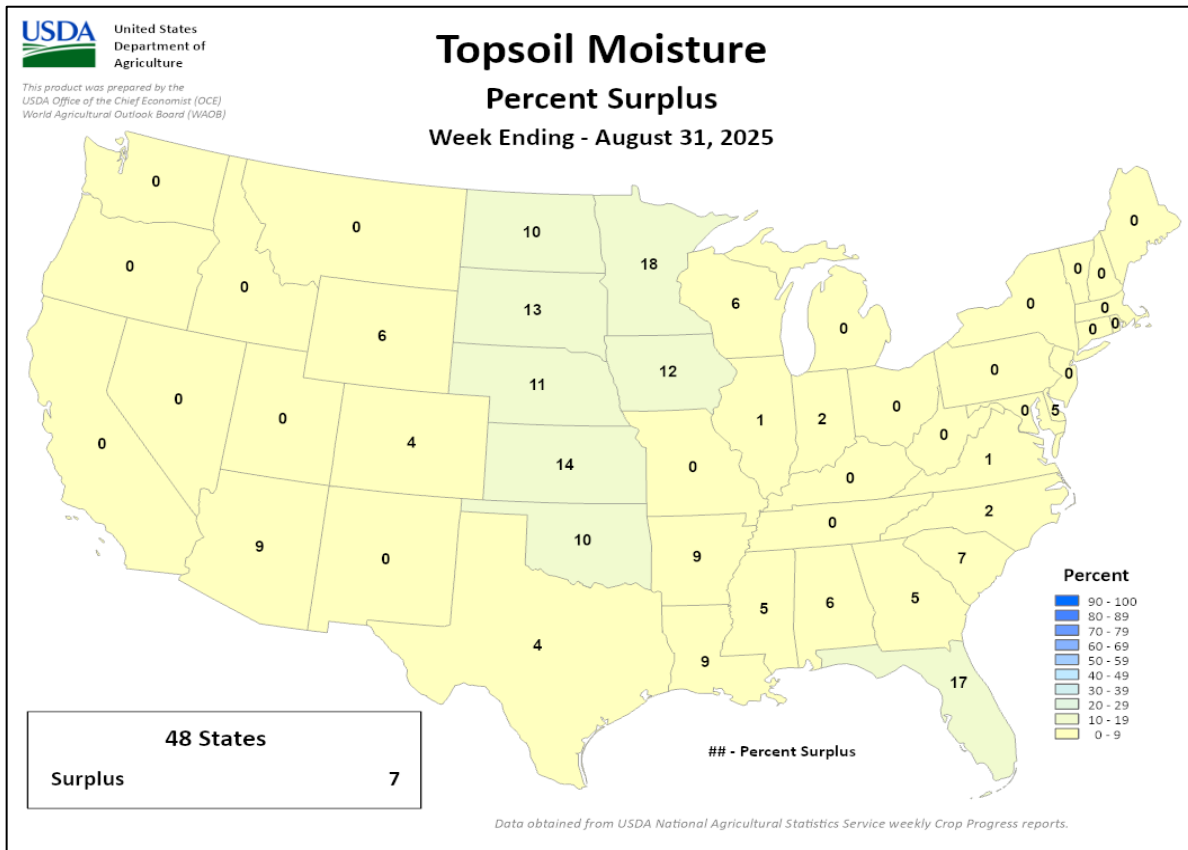 USDA
United States
Department of
Agriculture
This product was prepared by the
USDA Office of the Chief Economist (OCE)
World Agricultural Outlook Board (WAOB)
Topsoil Moisture
Percent Surplus
Week Ending - August 31, 2025
0
0
0
0
10
18
0
0
0
0
0
0
0
0
6
13
6
0
0
0
0
11
12
0
0
4
14
0
1
2
0
0
0
5
0
1
9
0
10
9
0
2
7
4
9
5
6
5
17
Percent
90 - 100
80 - 89
70 - 79
60 - 69
50 - 59
40 - 49
30 - 39
20 - 29
10 - 19
0 - 9
48 States
Surplus 7
## - Percent Surplus
Data obtained from USDA National Agricultural Statistics Service weekly Crop Progress reports.